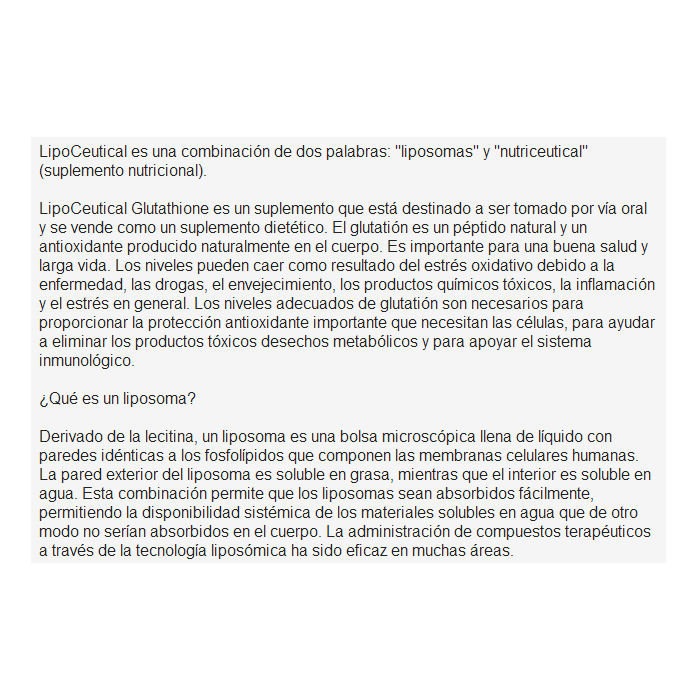 LipoCeutical es una combinación de dos palabras: "liposomas" y "nutriceutical"
(suplemento nutricional).
LipoCeutical Glutathione es un suplemento que está destinado a ser tomado por vía oral
y se vende como un suplemento dietético. El glutatión es un péptido natural y un
antioxidante producido naturalmente en el cuerpo. Es importante para una buena salud y
larga vida. Los niveles pueden caer como resultado del estrés oxidativo debido a la
enfermedad, las drogas, el envejecimiento, los productos químicos tóxicos, la inflamación
y el estrés en general. Los niveles adecuados de glutatión son necesarios para
proporcionar la protección antioxidante importante que necesitan las células, para ayudar
a eliminar los productos tóxicos desechos metabólicos y para apoyar el sistema
inmunológico.
¿Qué es un liposoma?
Derivado de la lecitina, un liposoma es una bolsa microscópica llena de líquido con
paredes idénticas a los fosfolípidos que componen las membranas celulares humanas.
La pared exterior del liposoma es soluble en grasa, mientras que el interior es soluble en
agua. Esta combinación permite que los liposomas sean absorbidos fácilmente,
permitiendo la disponibilidad sistémica de los materiales solubles en agua que de otro
modo no serían absorbidos en el cuerpo. La administración de compuestos terapéuticos
a través de la tecnología liposómica ha sido eficaz en muchas áreas.